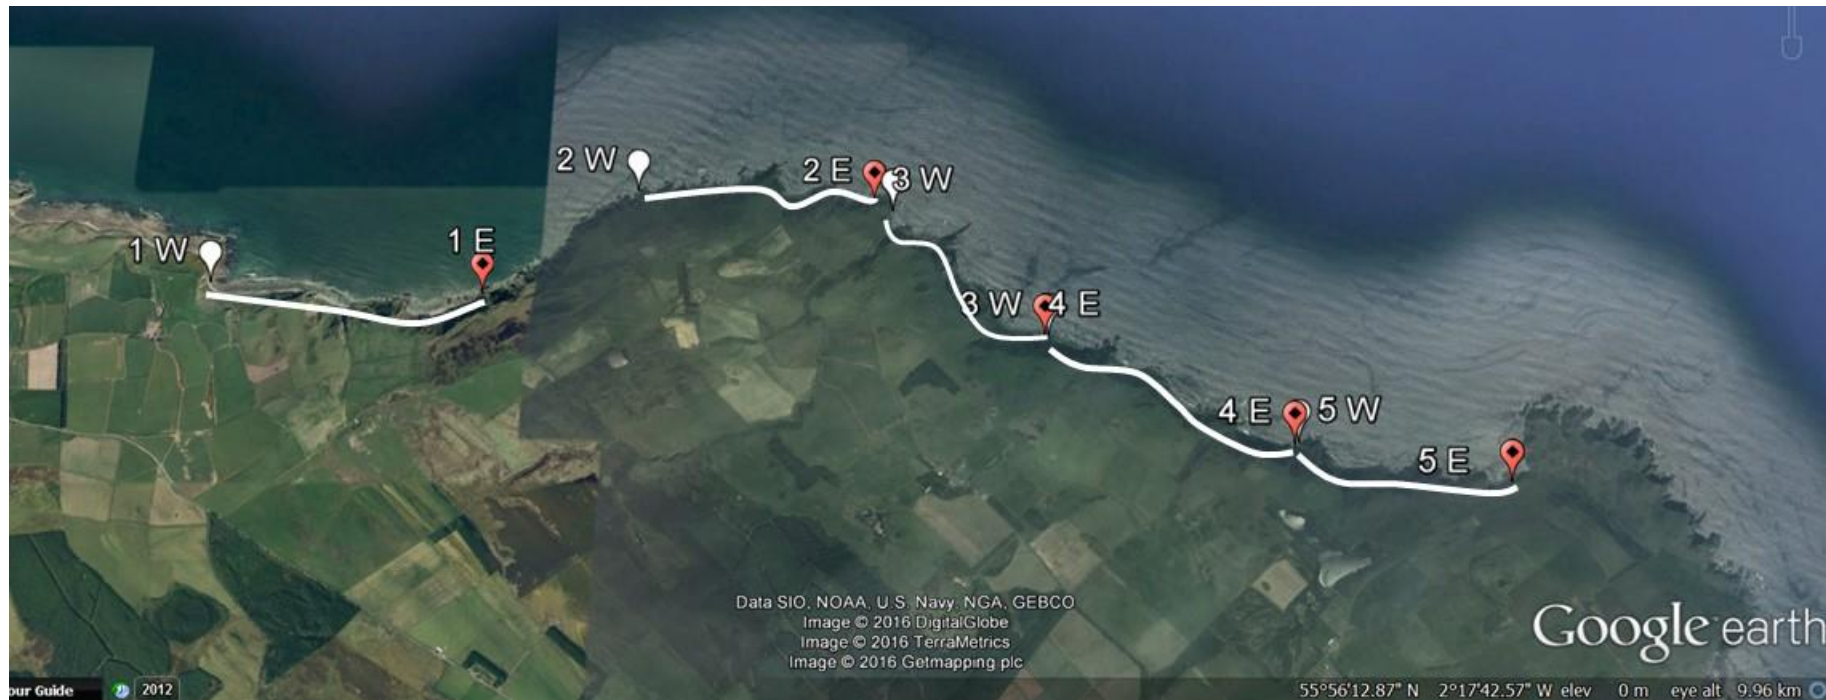 2 W
2 E
3 W
1 W
1 E
3 W
4 E
4 E
5 W
5 E
Data SIO, NOAA, U.S. Navy, NGA, GEBCO
Image © 2016 DigitalGlobe
Image © 2016 TerraMetrics
Image © 2016 Getmapping plc
Google earth
our Guide
2012
55°56'12.87" N 2°17'42.57" W elev 0 m eye alt 9.96 km